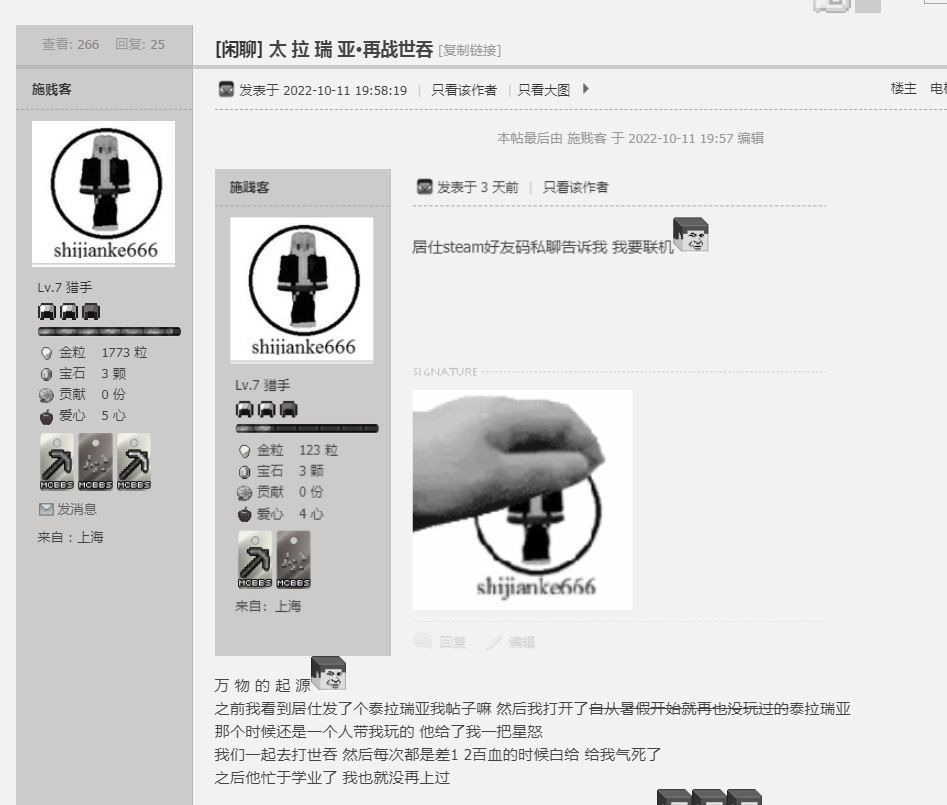 查看: 266 回复: 25
[闲聊] 太 拉 瑞 亚•再战世吞 [复制链接]
施贱客
发表于 2022-10-11 19:58:19 | 只看该作者 | 只看大图
楼主 电梯
shijianke666
Lv.7 猎手
金粒 1773 粒
宝石 3 颗
贡献 0 份
爱心 5 心
MCBBS MCBBS MCBBS
发消息
来自：上海
本帖最后由 施贱客 于 2022-10-11 19:57 编辑
施贱客
shijianke666
Lv.7 猎手
金粒 123 粒
宝石 3 颗
贡献 0 份
爱心 4 心
MCBBS MCBBS
来自: 上海
发表于 3 天前 | 只看该作者
居仕steam好友码私聊告诉我 我要联机
SIGNATURE
shijianke666
回复 编辑
万 物 的 起 源
之前我看到居仕发了个泰拉瑞亚我帖子嘛 然后我打开了自从暑假开始就再也没玩过的泰拉瑞亚
那个时候还是一个人带我玩的 他给了我一把星怒
我们一起去打世吞 然后每次都是差1 2百血的时候白给 给我气死了
之后他忙于学业了 我也就没再上过